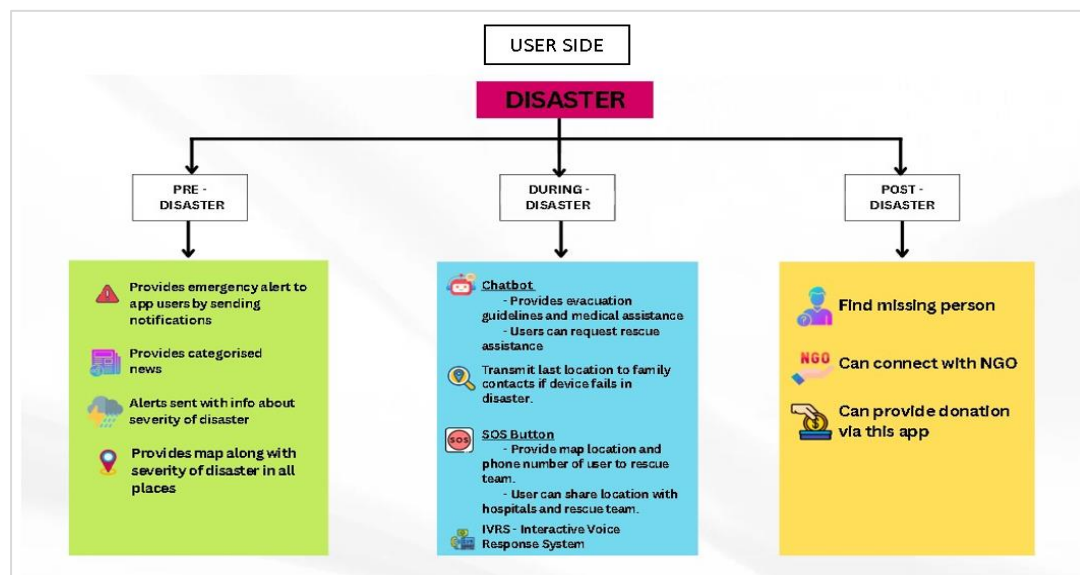 USER SIDE
DISASTER
PRE -
DISASTER
DURING -
DISASTER
POST -
DISASTER
Provides emergency alert to
app users by sending
notifications
Provides categorised
news
Alerts sent with info about
severity of disaster
Provides map along with
severity of disaster in all
places
Chatbot
- Provides evacuation
guidelines and medical assistance
- Users can request rescue
assistance
Transmit last location to family
contacts if device fails in
disaster.
SOS
SOS Button
- Provide map location and
phone number of user to rescue
team.
- User can share location with
hospitals and rescue team.
IVRS - Interactive Voice
Response System
Find missing person
NGO
Can connect with NGO
Can provide donation
via this app